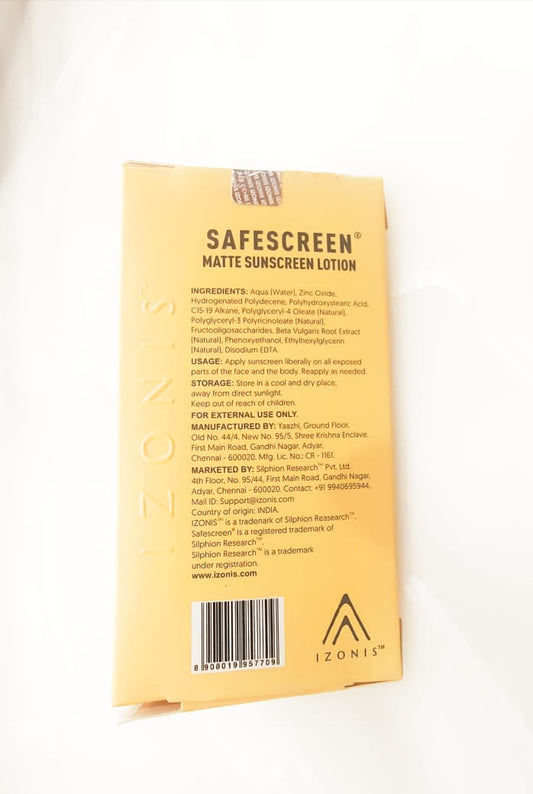 SAFESCREEN®
MATTE SUNSCREEN LOTION
INGREDIENTS: Aqua (Water), Zinc Oxide,
Hydrogenated Polydecene, Polyhydroxystearic Acid,
C15-19 Alkane, Polyglyceryl-4 Oleate (Natural),
Polyglyceryl-3 Polyricinoleate (Natural),
Fructooligosaccharides, Beta Vulgaris Root Extract
(Natural), Phenoxyethanol, Ethylhexylglycerin
(Natural), Disodium EDTA.
USAGE: Apply sunscreen liberally on all exposed
parts of the face and the body. Reapply as needed.
STORAGE: Store in a cool and dry place,
away from direct sunlight.
Keep out of reach of children.
FOR EXTERNAL USE ONLY.
MANUFACTURED BY: Yaazhi, Ground Floor,
Old No. 44/4, New No. 95/5, Shree Krishna Enclave,
First Main Road, Gandhi Nagar, Adyar,
Chennai - 600020. Mfg. Lic. No.: CR - 1161.
MARKETED BY: Silphion Research™ Pvt. Ltd.
4th Floor, No. 95/44, First Main Road, Gandhi Nagar,
Adyar, Chennai - 600020. Contact: +91 9940695944,
Mail ID: Support@izonis.com
Country of origin: INDIA.
IZONIS™ is a trademark of Silphion Reasearch™.
Safescreen® is a registered trademark of
Silphion Research™.
Silphion Research™ is a trademark
under registration.
www.izonis.com
8 908019 957709
IZONIS™
IZONIS™